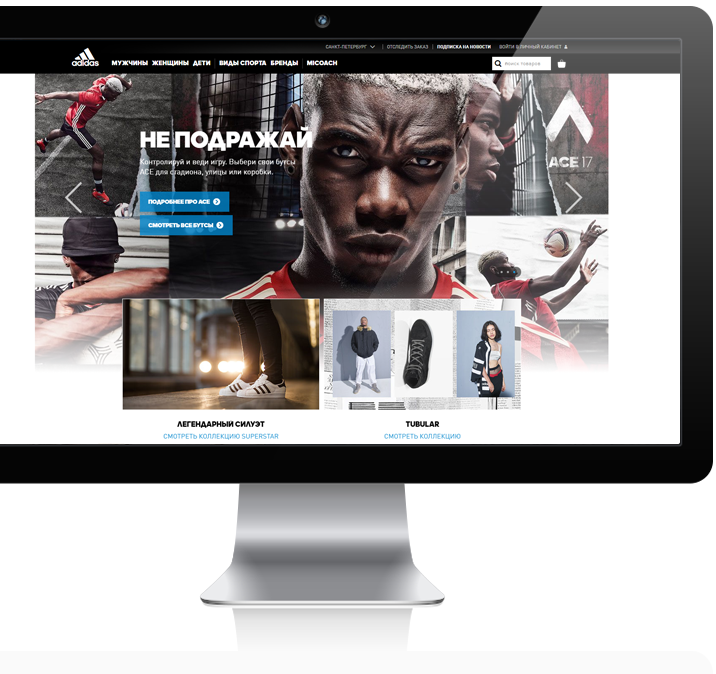 САНКТ-ПЕТЕРБУРГ
ОТСЛЕДИТЬ ЗАКАЗ
ПОДПИСКА НА НОВОСТИ
ВОЙТИ В ЛИЧНЫЙ КАБИНЕТ
adidas
МУЖЧИНЫ ЖЕНЩИНЫ ДЕТИ ВИДЫ СПОРТА БРЕНДЫ MICOACH
Поиск товаров
НЕ ПОДРАЖАЙ
Контролируй и веди игру. Выбери свои бутсы
ACE для стадиона, улицы или коробки.
ACE 17
ПОДРОБНЕЕ ПРО ACE
СМОТРЕТЬ ВСЕ БУТСЫ
ЛЕГЕНДАРНЫЙ СИЛУЭТ
СМОТРЕТЬ КОЛЛЕКЦИЮ SUPERSTAR
TUBULAR
СМОТРЕТЬ КОЛЛЕКЦИЮ